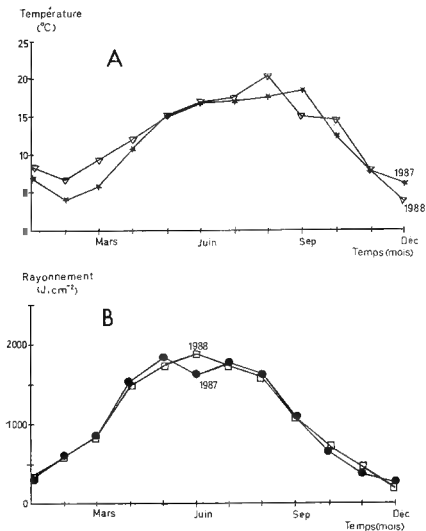 Température
(°C)
A
25
20
15
10
1987
1988
Mars
Juin
Sep
Déc
Temps(mois)
Rayonnement
(J.cm⁻²)
B
2000
1988
1987
1000
0
Mars
Juin
Sep
Dec
Temps(mois)